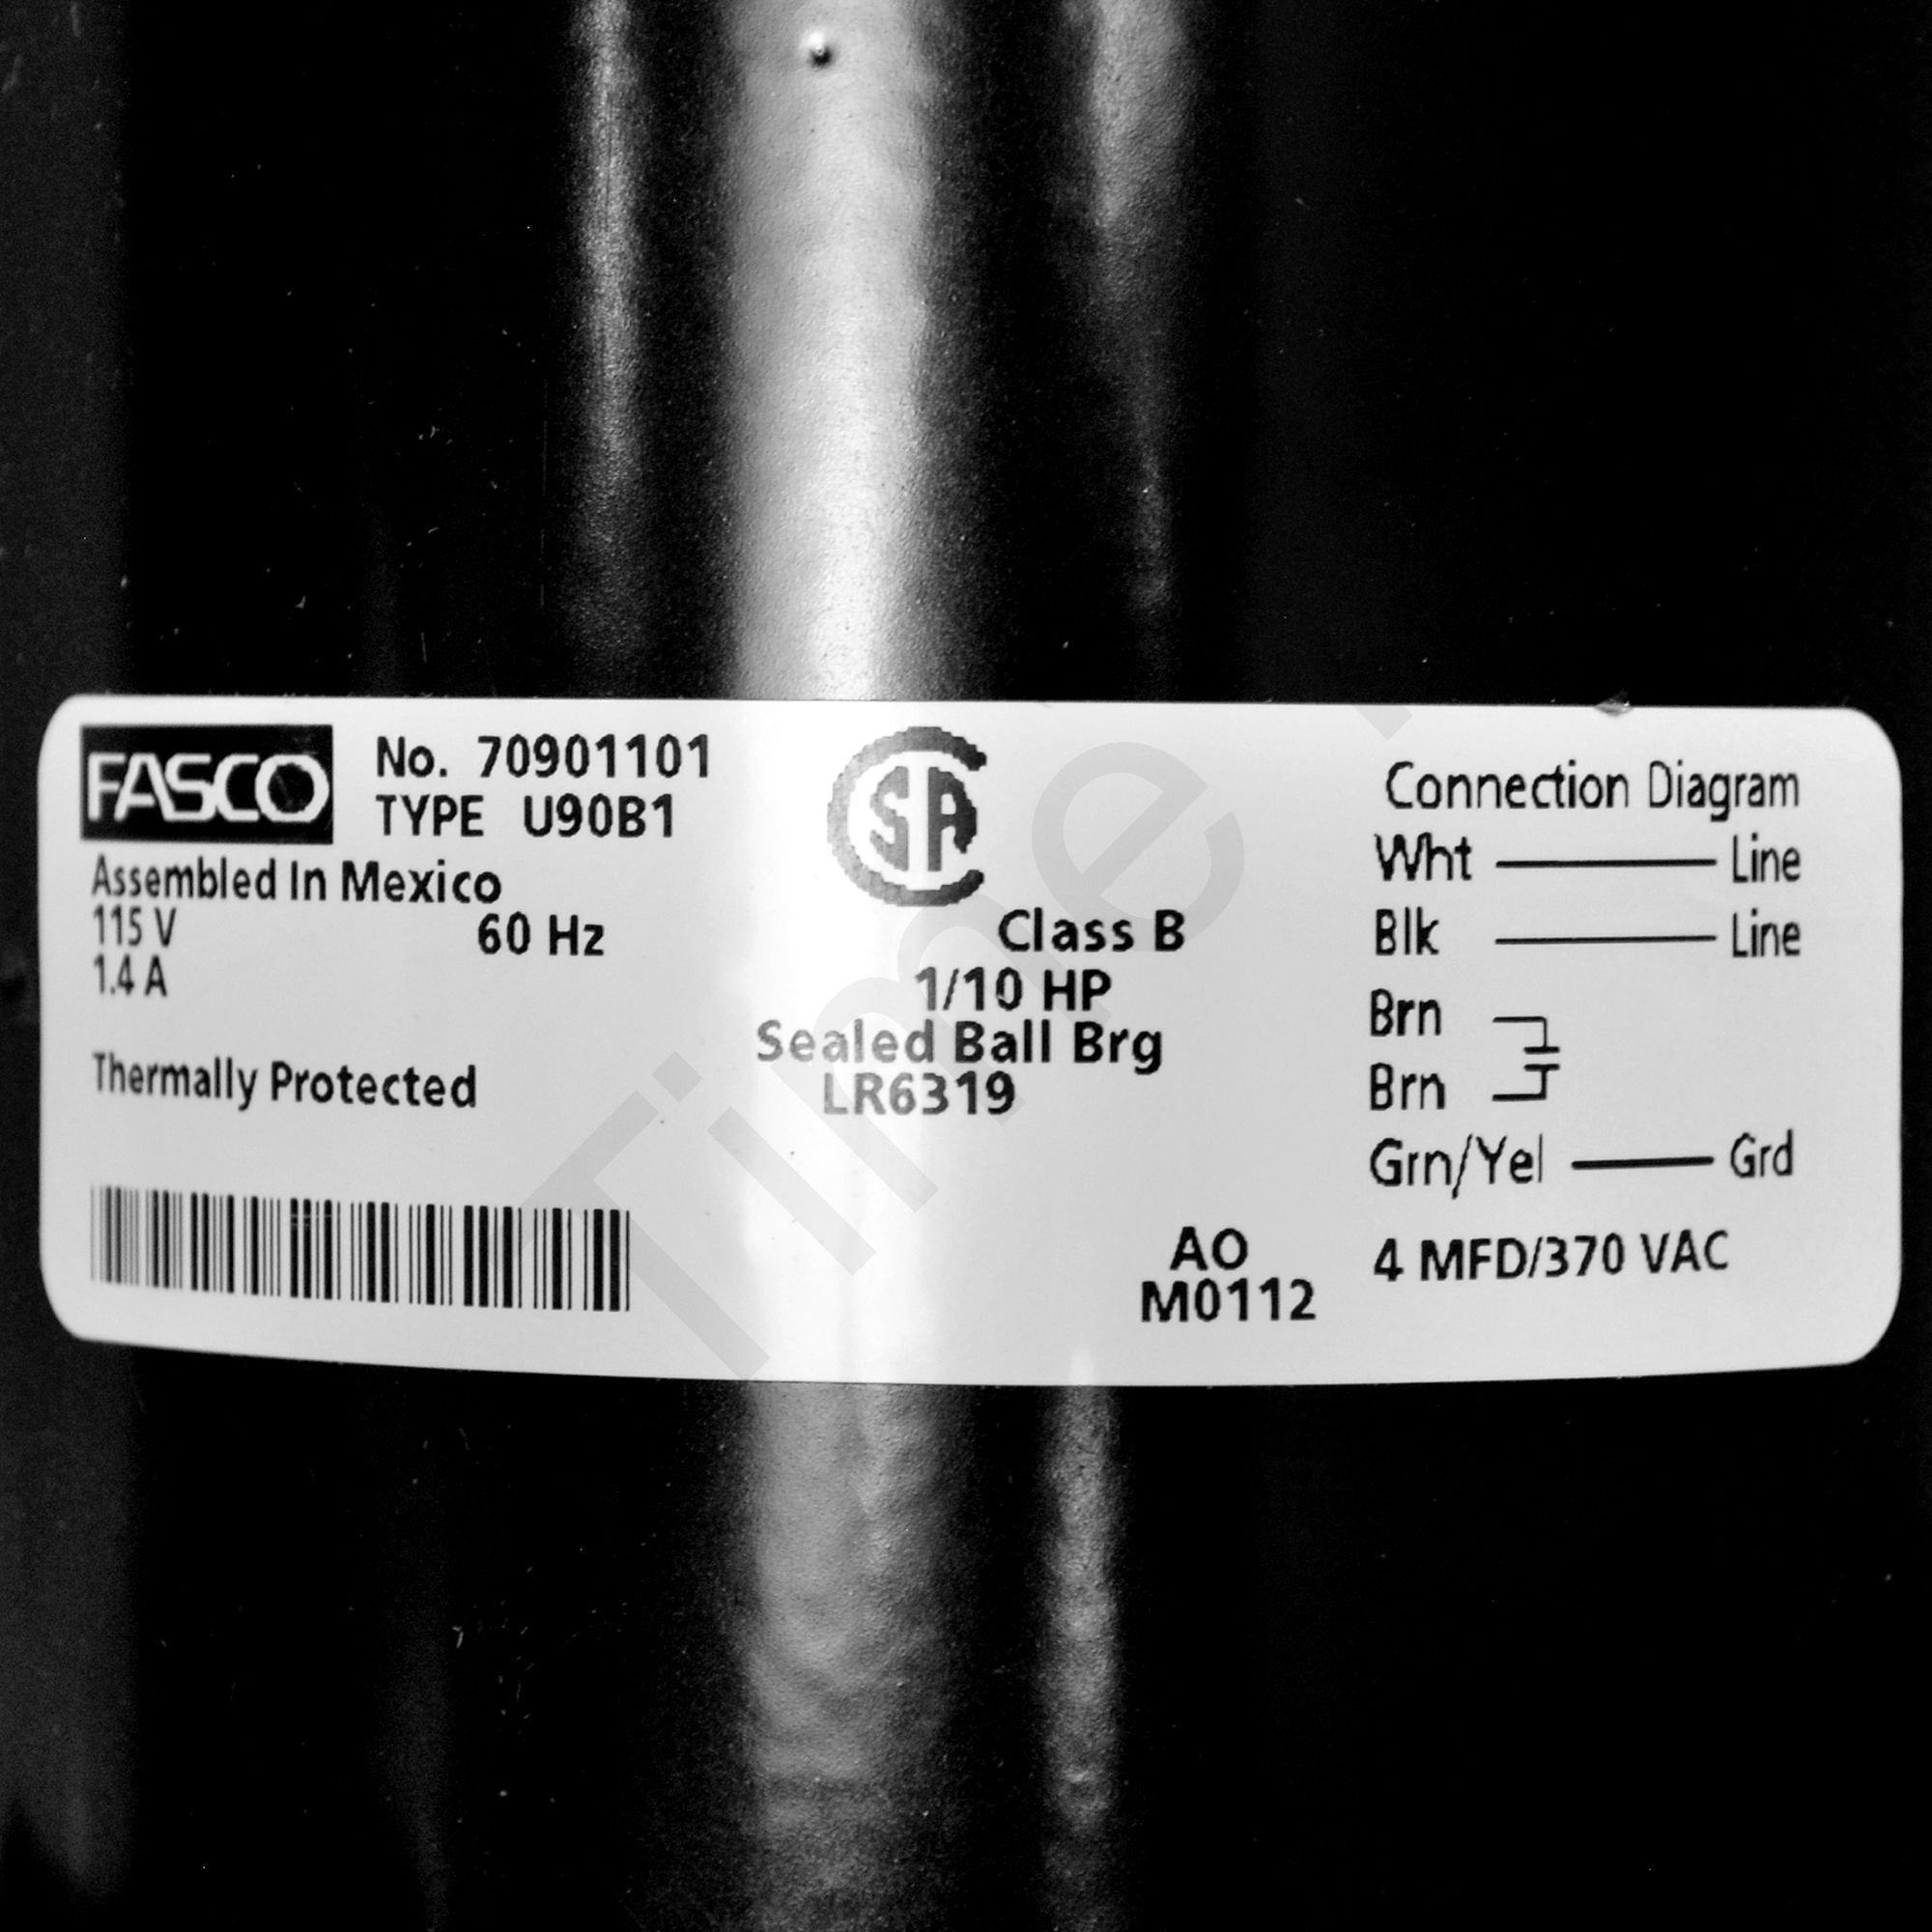 FASCO
No. 70901101
TYPE U90B1
Assembled In Mexico
115 V 60 Hz
1.4 A
Thermally Protected
CSA
Class B
1/10 HP
Sealed Ball Brg
LR6319
AO
M0112
Connection Diagram
Wht Line
Blk Line
Brn
Brn
Grn/Yel Grd
4 MFD/370 VAC
Time